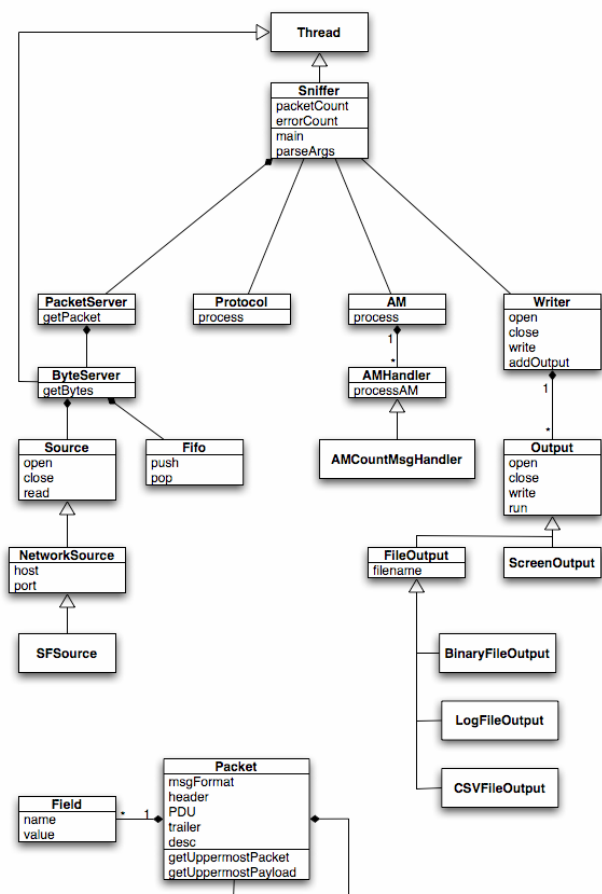 Thread
Sniffer
packetCount
errorCount
main
parseArgs
PacketServer
getPacket
Protocol
process
AM
process
Writer
open
close
write
addOutput
1
*
1
*
ByteServer
getBytes
AMHandler
processAM
Source
open
close
read
Fifo
push
pop
AMCountMsgHandler
Output
open
close
write
run
NetworkSource
host
port
FileOutput
filename
ScreenOutput
SFSource
BinaryFileOutput
LogFileOutput
CSVFileOutput
Packet
msgFormat
header
PDU
trailer
desc
getUppermostPacket
getUppermostPayload
Field
name
value
* 1